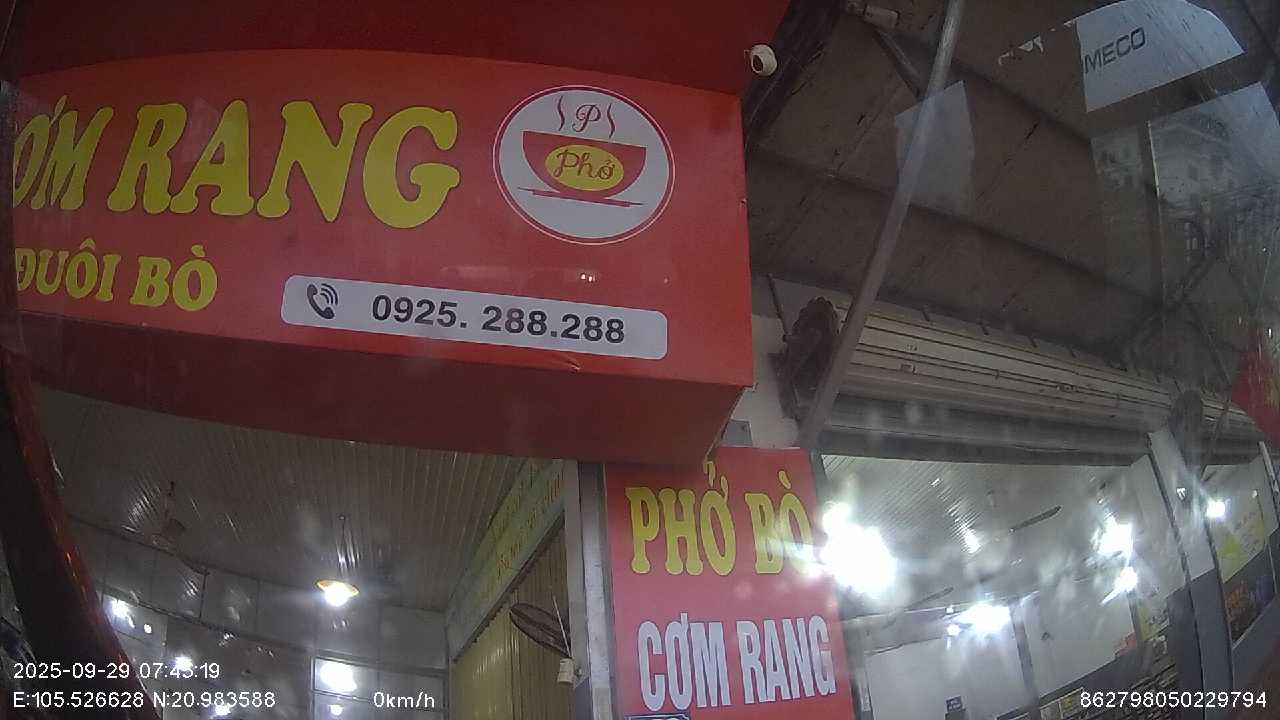 MECO
CƠM RANG
P
Phở
ĐUÔI BÒ
0925. 288.288
PHỞ BÒ
CƠM RANG
2025-09-29 07:45:19
E:105.526628 N:20.983588
0km/h
862798050229794